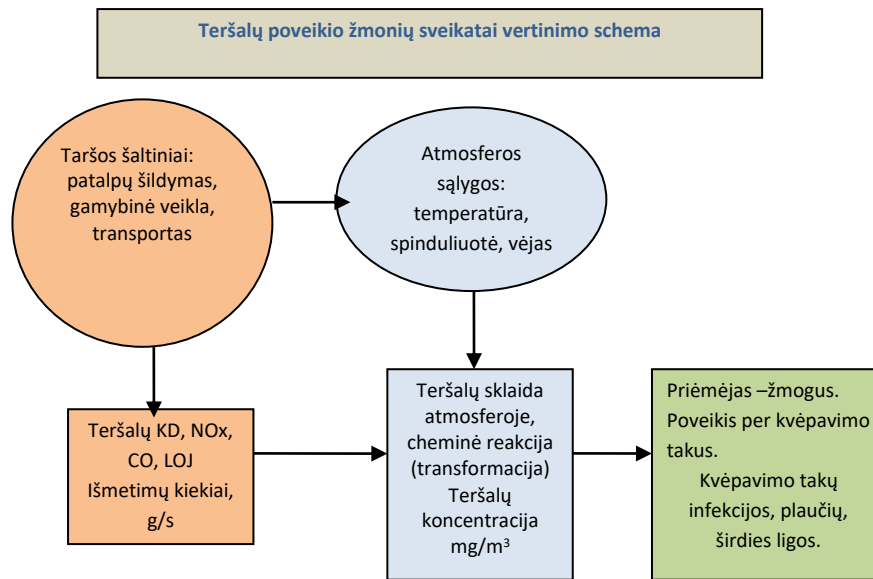 Teršalų poveikio žmonių sveikatai vertinimo schema
Taršos šaltiniai:
patalpų šildymas,
gamybinė veikla,
transportas
Atmosferos
sąlygos:
temperatūra,
spinduliuotė, vėjas
Teršalų KD, NOx,
CO, LOJ
Išmetimų kiekiai,
g/s
Teršalų sklaida
atmosferoje,
cheminė reakcija
(transformacija)
Teršalų
koncentracija
mg/m³
Priėmėjas –žmogus.
Poveikis per kvėpavimo
takus.
Kvėpavimo takų
infekcijos, plaučių,
širdies ligos.